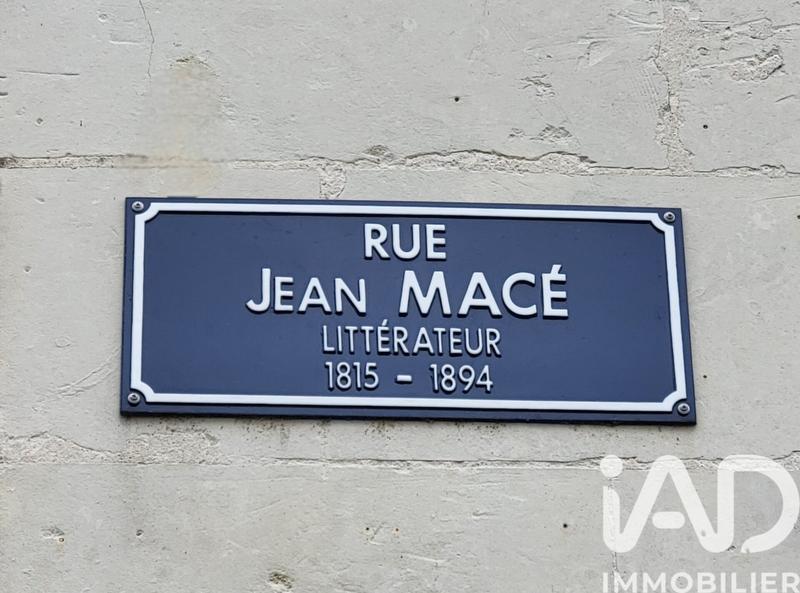 RUE
JEAN MACÉ
LITTÉRATEUR
1815 - 1894
iAD
IMMOBILIER